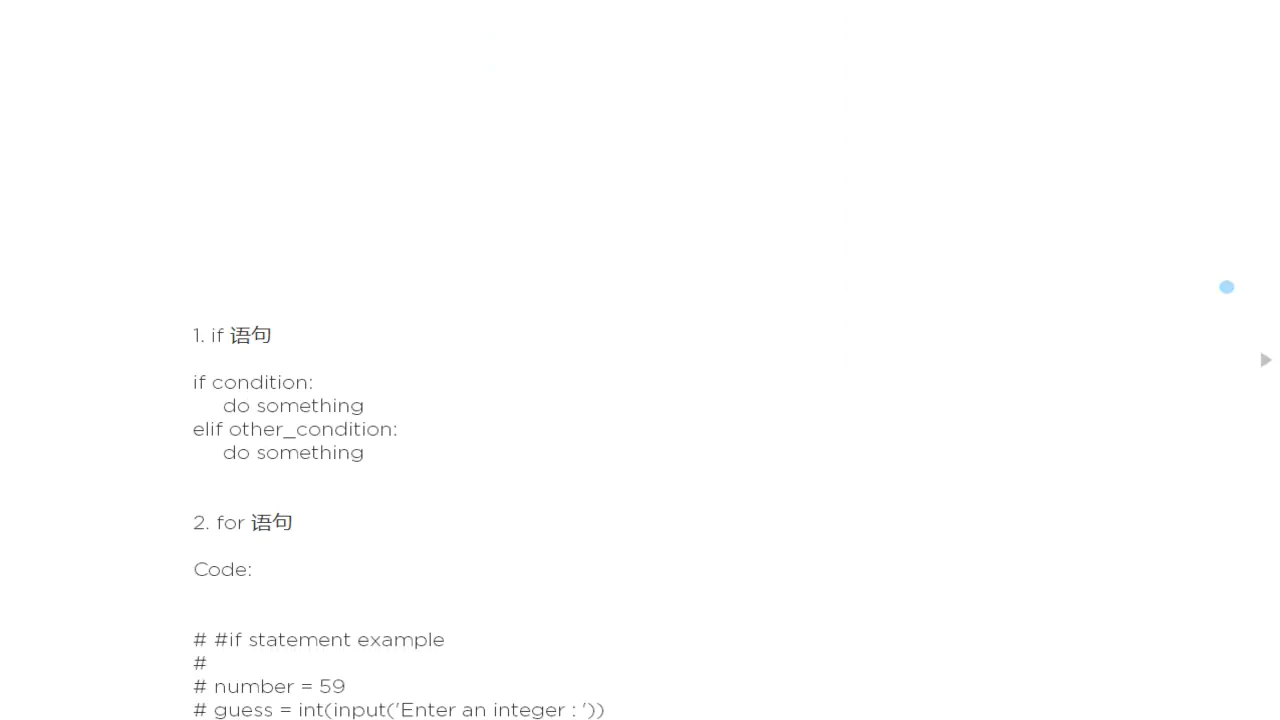 1. if 语句
if condition:
do something
elif other_condition:
do something
2. for 语句
Code:
# #if statement example
#
# number = 59
# guess = int(input('Enter an integer : '))